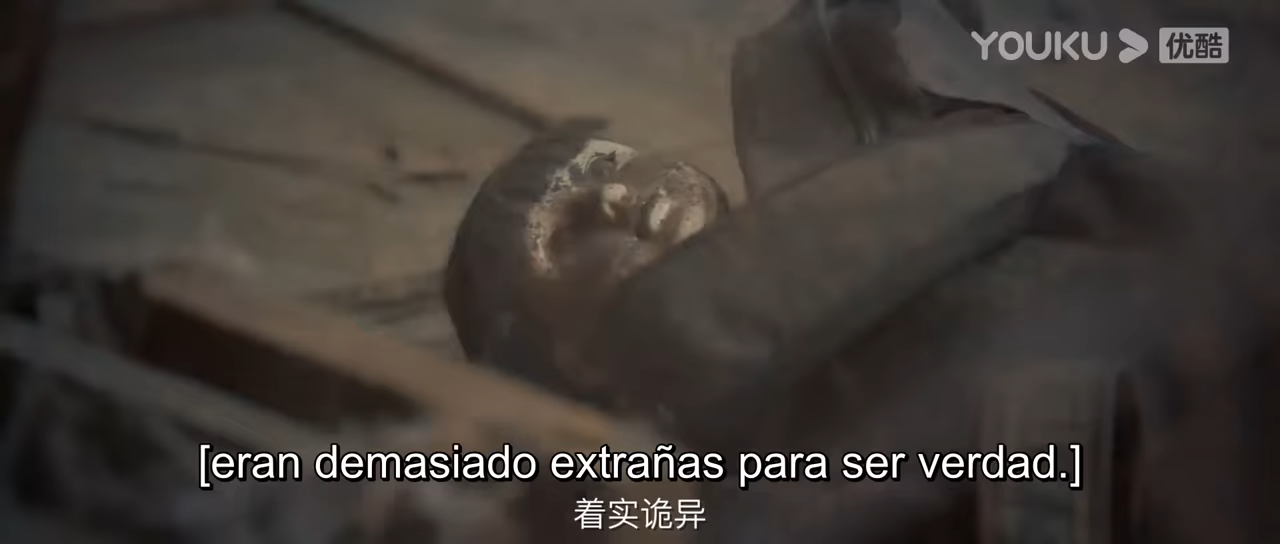 YOUKU 优酷
[eran demasiado extrañas para ser verdad.]
着实诡异